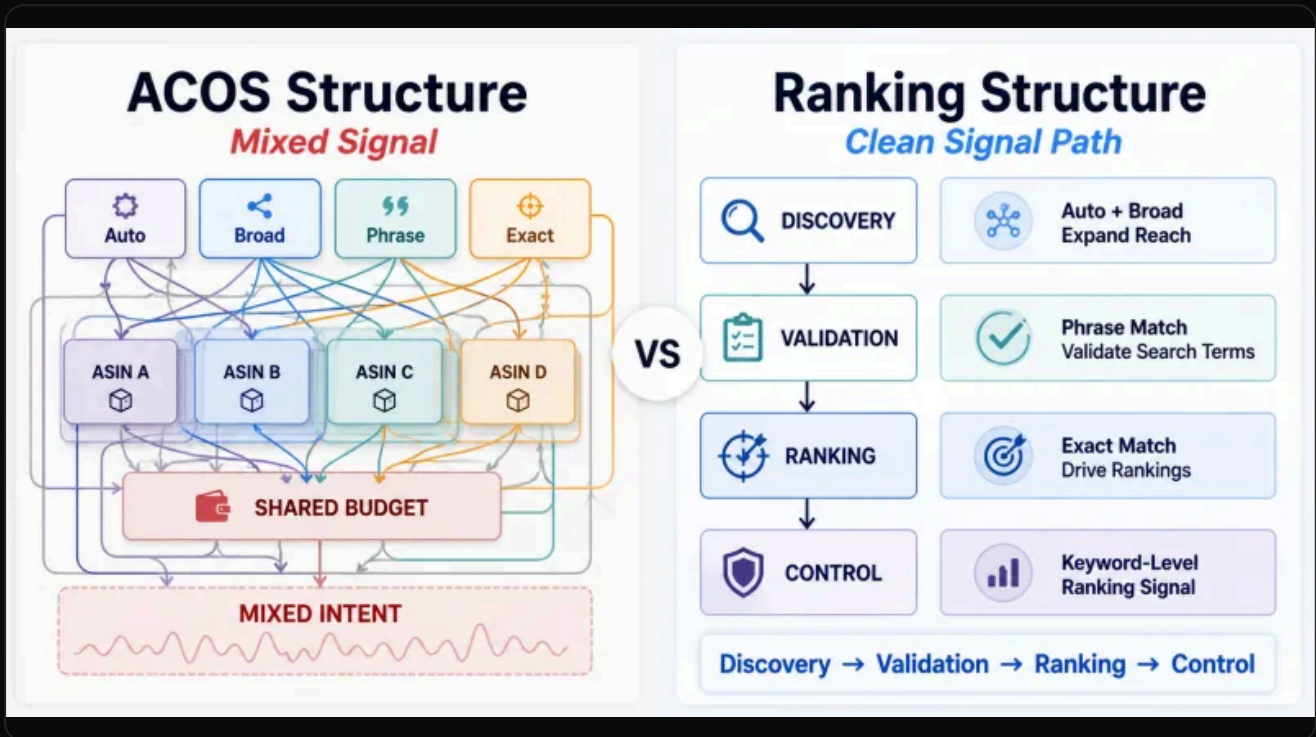 ACOS Structure
Mixed Signal
Auto
Broad
Phrase
Exact
ASIN A
ASIN B
ASIN C
ASIN D
SHARED BUDGET
MIXED INTENT
VS
Ranking Structure
Clean Signal Path
DISCOVERY
Auto + Broad
Expand Reach
VALIDATION
Phrase Match
Validate Search Terms
RANKING
Exact Match
Drive Rankings
CONTROL
Keyword-Level
Ranking Signal
Discovery → Validation → Ranking → Control